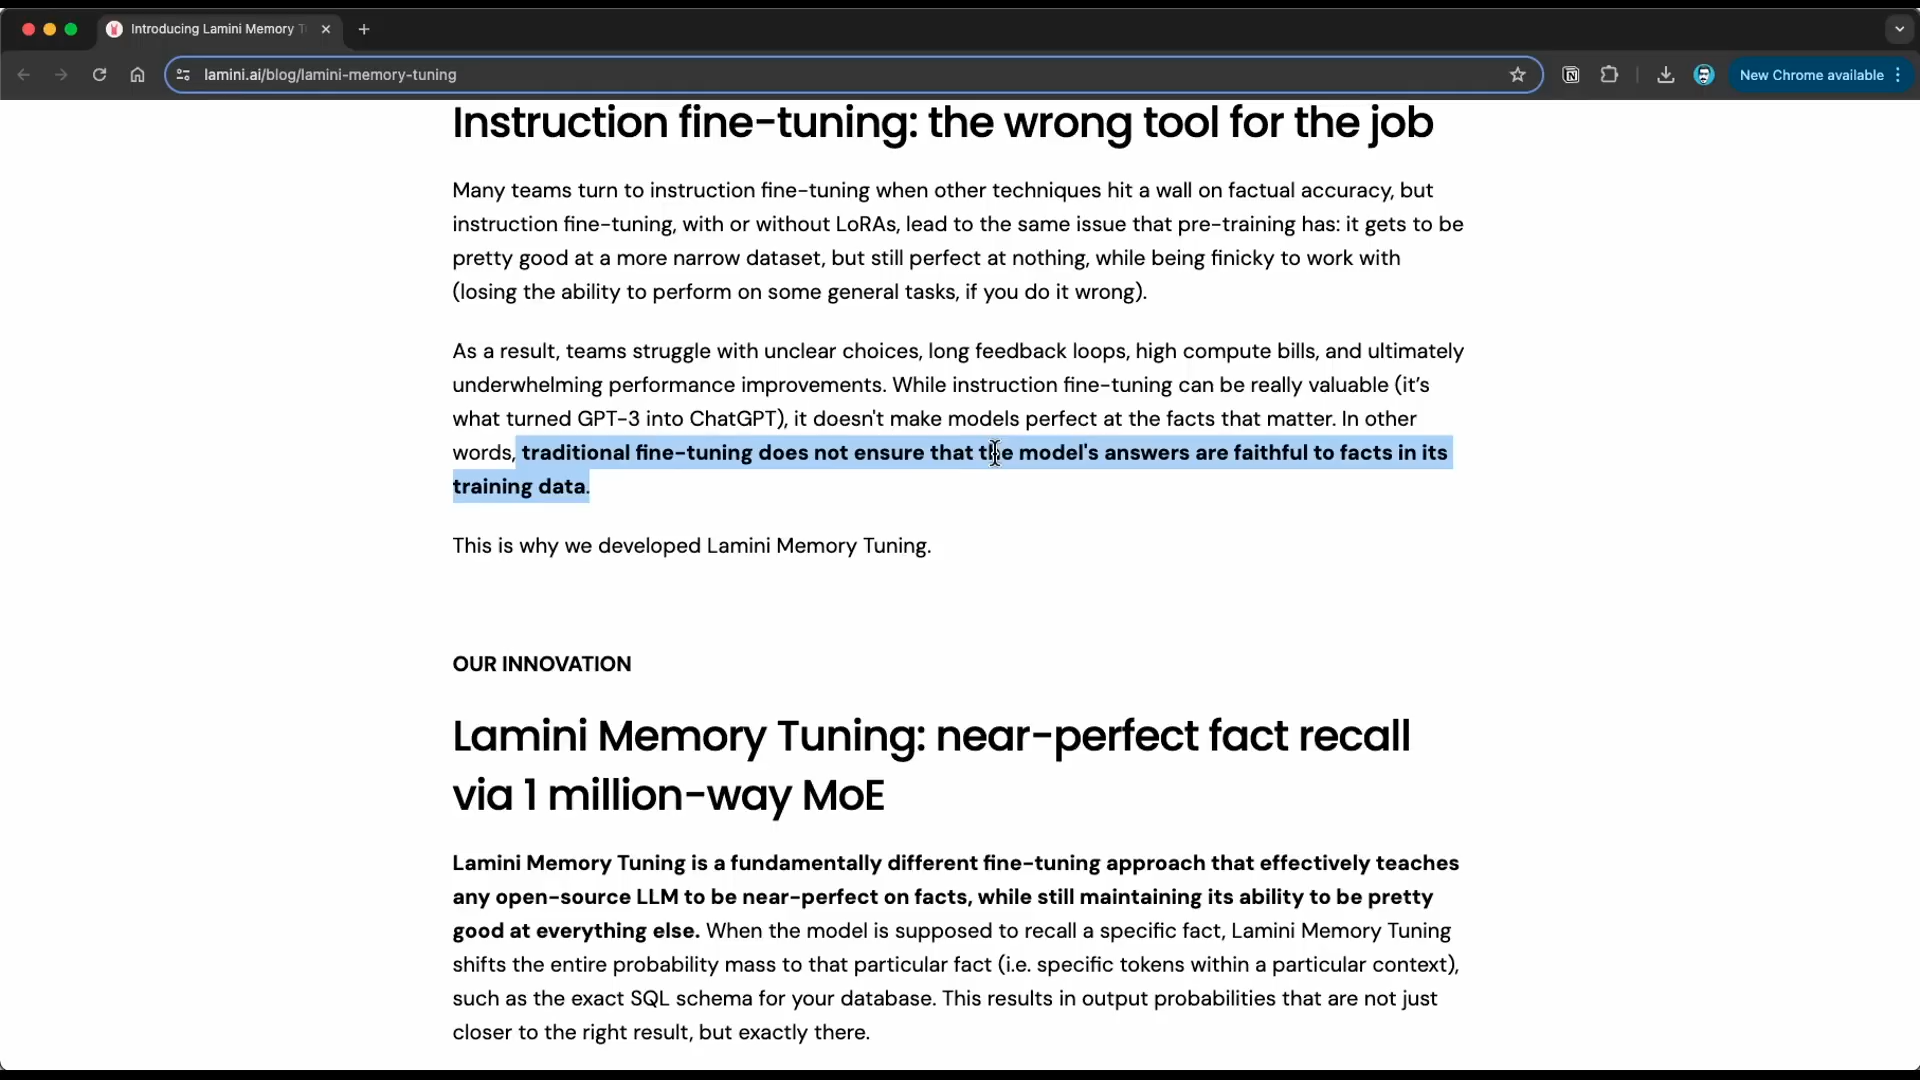 Introducing Lamini Memory T
lamini.ai/blog/lamini-memory-tuning
New Chrome available
Instruction fine-tuning: the wrong tool for the job
Many teams turn to instruction fine-tuning when other techniques hit a wall on factual accuracy, but
instruction fine-tuning, with or without LoRAs, lead to the same issue that pre-training has: it gets to be
pretty good at a more narrow dataset, but still perfect at nothing, while being finicky to work with
(losing the ability to perform on some general tasks, if you do it wrong).
As a result, teams struggle with unclear choices, long feedback loops, high compute bills, and ultimately
underwhelming performance improvements. While instruction fine-tuning can be really valuable (it’s
what turned GPT-3 into ChatGPT), it doesn't make models perfect at the facts that matter. In other
words, traditional fine-tuning does not ensure that the model's answers are faithful to facts in its
training data.
This is why we developed Lamini Memory Tuning.
OUR INNOVATION
Lamini Memory Tuning: near-perfect fact recall
via 1 million-way MoE
Lamini Memory Tuning is a fundamentally different fine-tuning approach that effectively teaches
any open-source LLM to be near-perfect on facts, while still maintaining its ability to be pretty
good at everything else. When the model is supposed to recall a specific fact, Lamini Memory Tuning
shifts the entire probability mass to that particular fact (i.e. specific tokens within a particular context),
such as the exact SQL schema for your database. This results in output probabilities that are not just
closer to the right result, but exactly there.